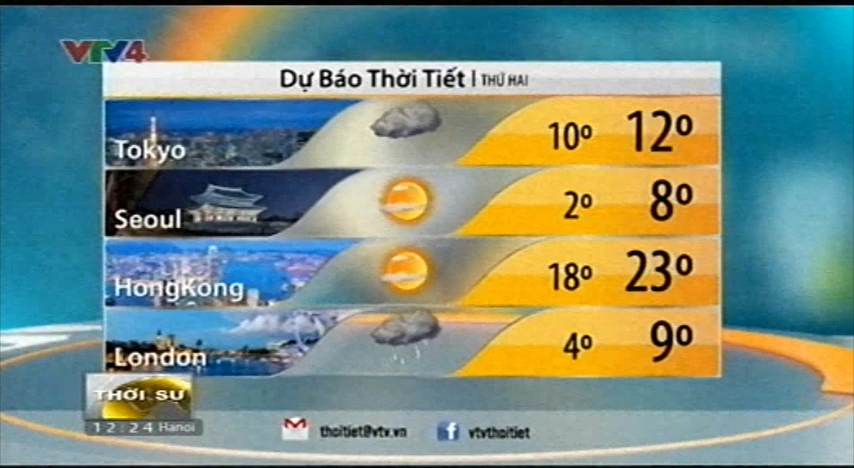 VTV4
Dự Báo Thời Tiết | THỨ HAI
Tokyo 10º 12º
Seoul 2º 8º
HongKong 18º 23º
London 4º 9º
THỜI SỰ
12:24 Hanoi
thoitiet@vtv.vn vtvthoitiet